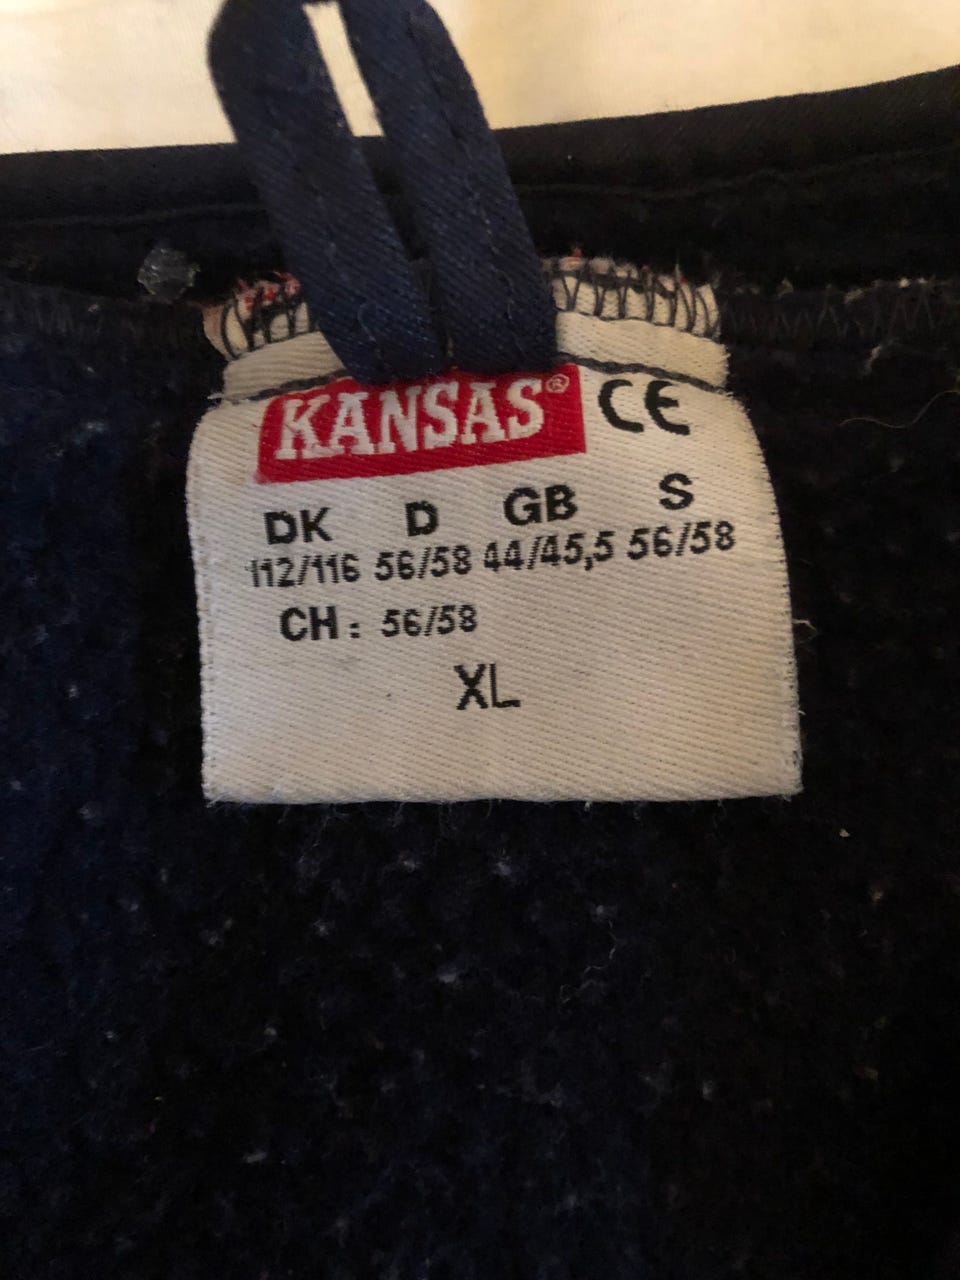 KANSAS® CE
DK D GB S
112/116 56/58 44/45,5 56/58
CH: 56/58
XL